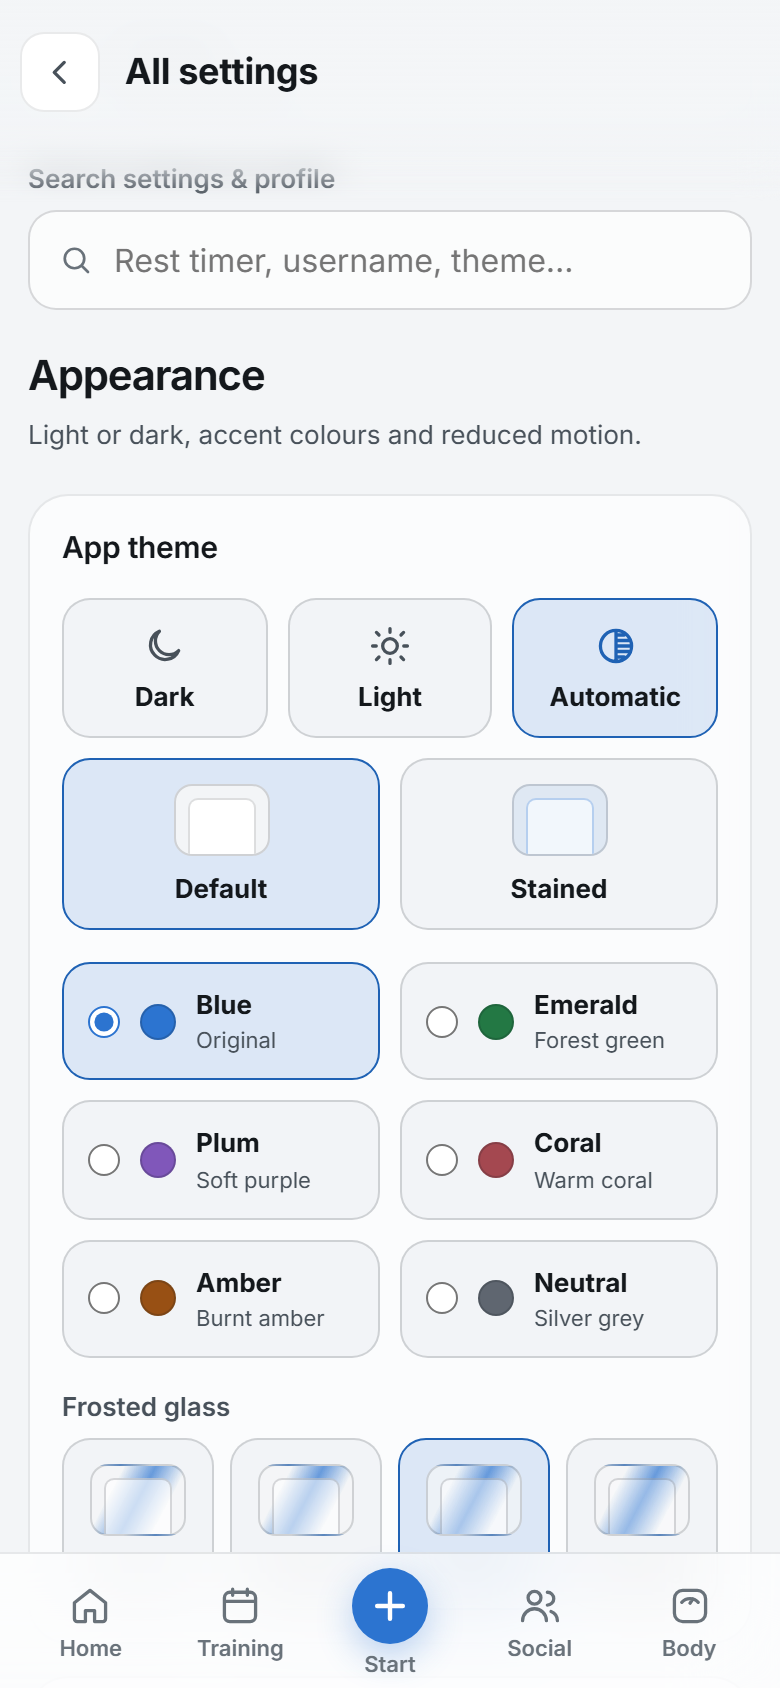 All settings
Search settings & profile
Rest timer, username, theme...
Appearance
Light or dark, accent colours and reduced motion.
App theme
Dark
Light
Automatic
Default
Stained
Blue
Original
Emerald
Forest green
Plum
Soft purple
Coral
Warm coral
Amber
Burnt amber
Neutral
Silver grey
Frosted glass
Home
Training
Start
Social
Body